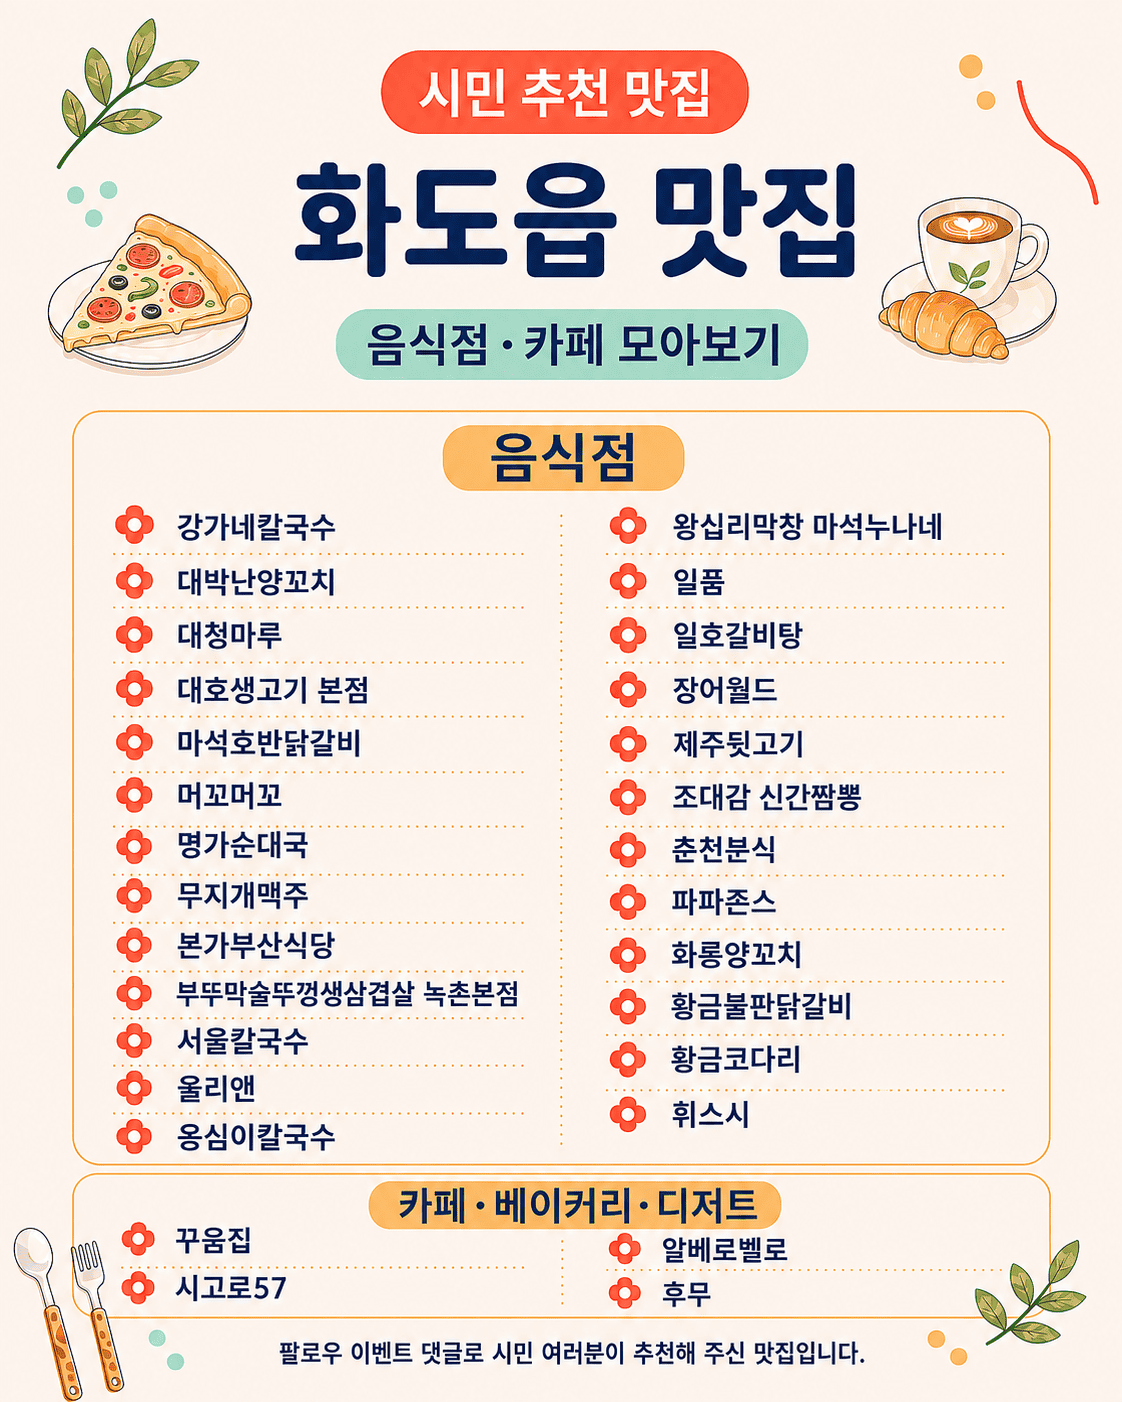 시민 추천 맛집
화도읍 맛집
음식점·카페 모아보기
음식점
강가네칼국수
대박난양꼬치
대청마루
대호생고기 본점
마석호반닭갈비
머꼬머꼬
명가순대국
무지개맥주
본가부산식당
부뚜막술뚜껑생삼겹살 녹촌본점
서울칼국수
올리앤
옹심이칼국수
왕십리막창 마석누나네
일품
일호갈비탕
장어월드
제주뒷고기
조대감 신간짬뽕
춘천분식
파파존스
화롱양꼬치
황금불판닭갈비
황금코다리
휘스시
카페·베이커리·디저트
꾸움집
시고로57
알베로벨로
후무
팔로우 이벤트 댓글로 시민 여러분이 추천해 주신 맛집입니다.